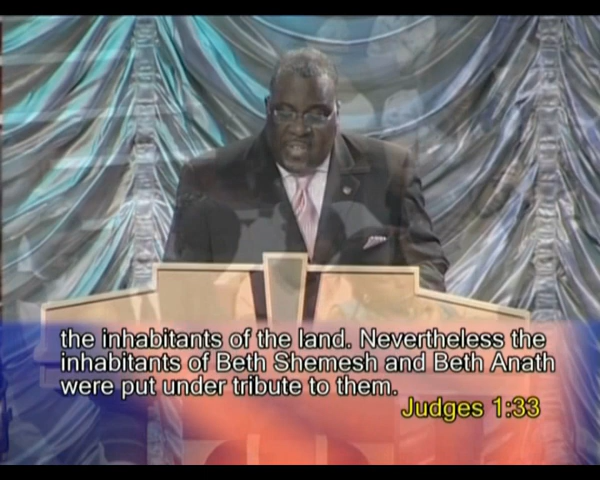 the inhabitants of the land. Nevertheless the
inhabitants of Beth Shemesh and Beth Anath
were put under tribute to them.
Judges 1:33